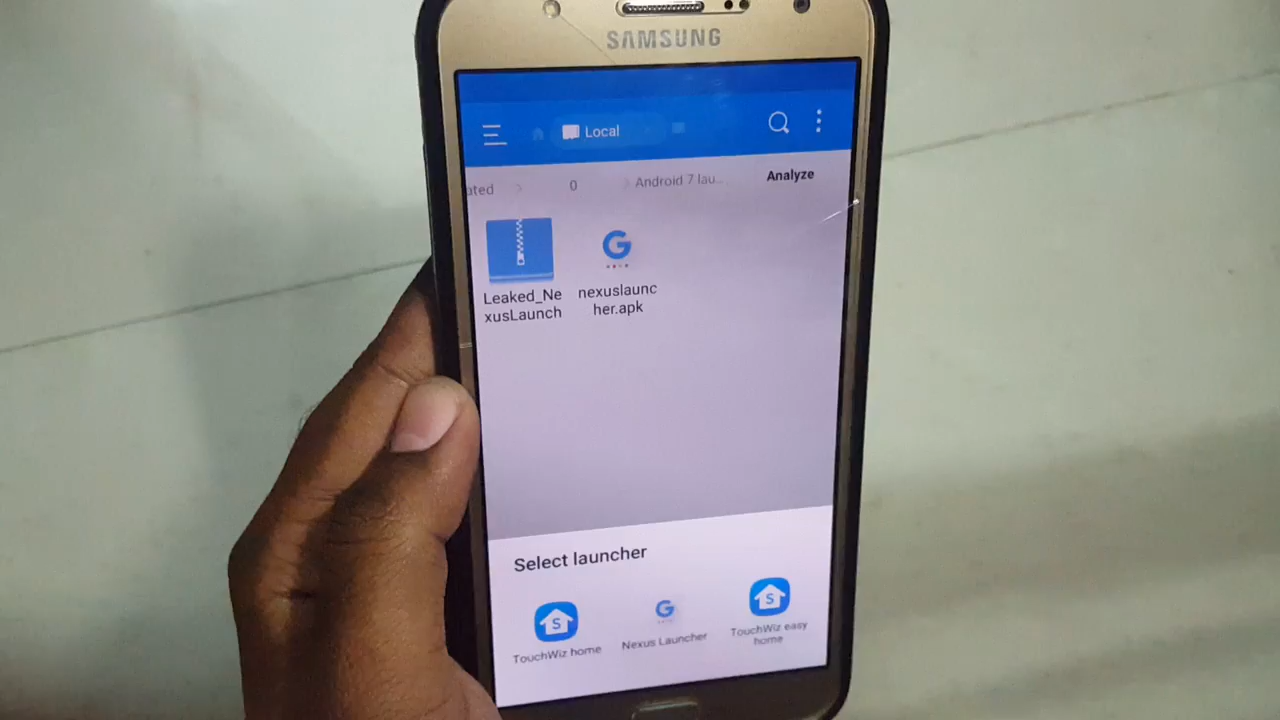 SAMSUNG
Local
ated > 0 > Android 7 lau.. Analyze
Leaked_Ne
xusLaunch
nexuslaunc
her.apk
Select launcher
TouchWiz home
Nexus Launcher
TouchWiz easy
home